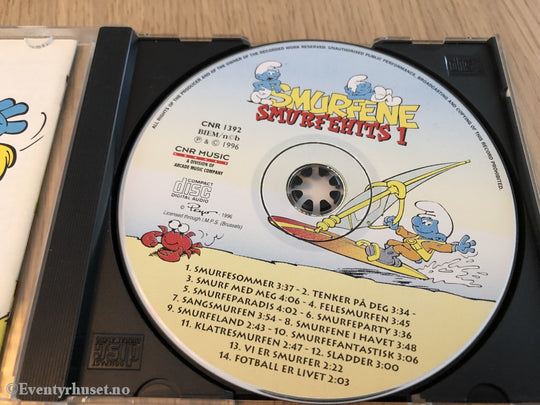 ALL RIGHTS OF THE PRODUCER AND OF THE OWNER OF THE RECORDED WORK RESERVED. UNAUTHORISED PUBLIC PERFORMANCE, BROADCASTING AND COPYING OF THIS RECORD PROHIBITED.
SMURFENE
SMURFEHITS 1
CNR 1392
BIEM/n©b
℗ & © 1996
CNR MUSIC
A DIVISION OF
ARCADE MUSIC COMPANY
COMPACT
disc
DIGITAL AUDIO
© Peyo - 1996
Licensed through I.M.P.S. (Brussels)
1. SMURFESOMMER 3:37 - 2. TENKER PÅ DEG 3:34 -
3. SMURF MED MEG 4:06 - 4. FELESMURFEN 3:45
5. SMURFEPARADIS 4:02 - 6. SMURFEPARTY 3:36
7. SANGSMURFEN 3:54 - 8. SMURFENE I HAVET 3:48
9. SMURFELAND 2:43 - 10. SMURFEFANTASTISK 3:06
11. KLATRESMURFEN 2:47 - 12. SLADDER 3:00
13. VI ER SMURFER 2:22
14. FOTBALL ER LIVET 2:03
© Eventyrhuset.no